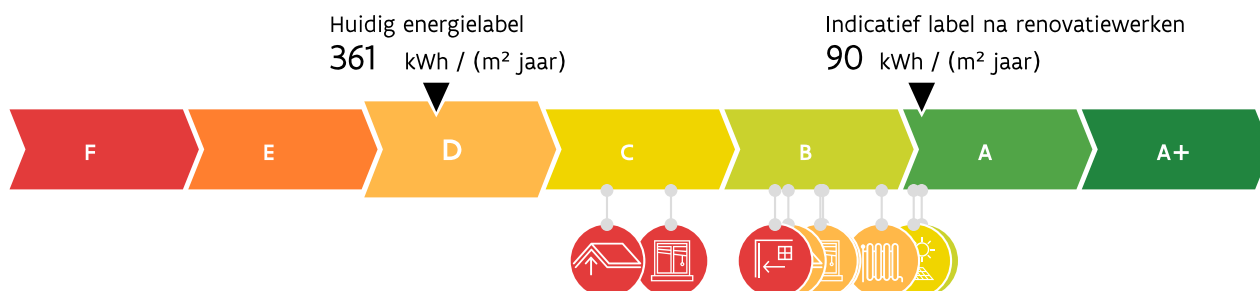 Huidig energielabel
361 kWh / (m² jaar)
Indicatief label na renovatiewerken
90 kWh / (m² jaar)
F E D C B A A+